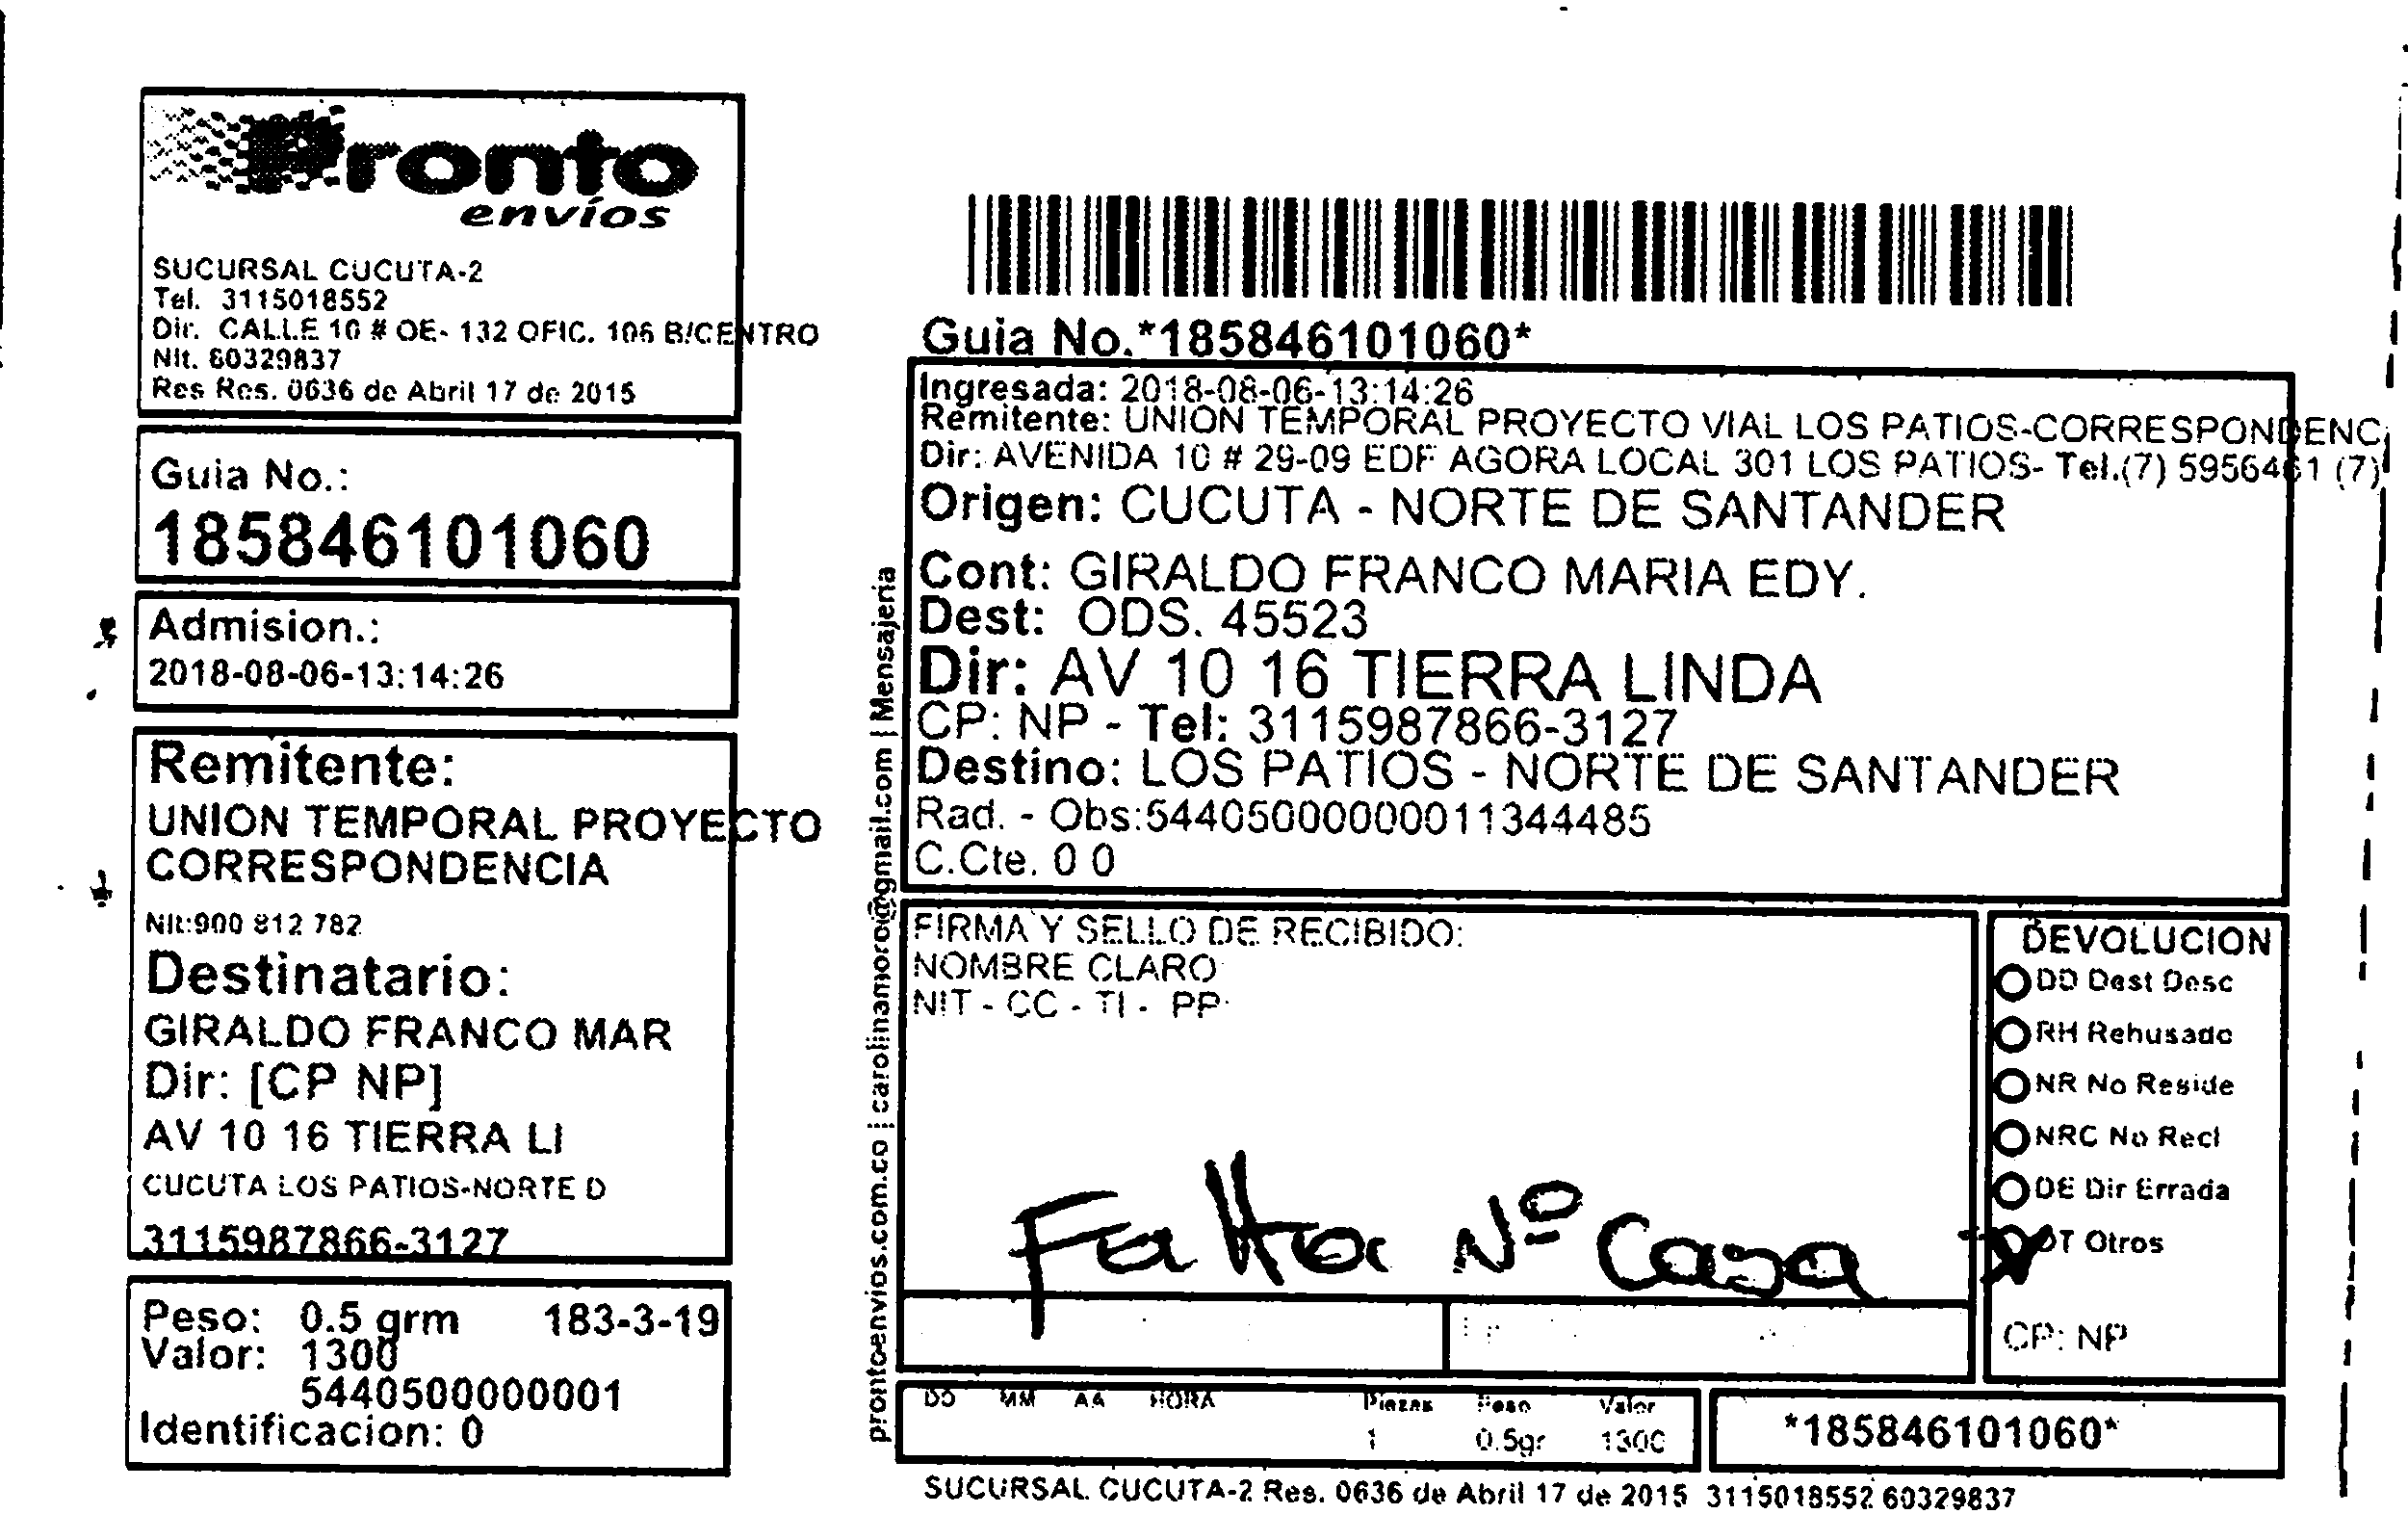 Pronto
envíos
SUCURSAL CUCUTA-2
Tel. 3115018552
Dir. CALLE 10 # OE- 132 OFIC. 106 B/CENTRO
Nit. 60329837
Res Res. 0636 de Abril 17 de 2015
Guia No.:
185846101060
Admision.:
2018-08-06-13:14:26
Remitente:
UNION TEMPORAL PROYECTO
CORRESPONDENCIA
Nit:900 812 782
Destinatario:
GIRALDO FRANCO MAR
Dir: [CP NP]
AV 10 16 TIERRA LI
CUCUTA LOS PATIOS-NORTE D
3115987866-3127
Peso: 0.5 grm 183-3-19
Valor: 1300
5440500000001
Identificacion: 0
prontoenvios.com.co | carolinamoro@gmail.com | Mensajeria
Guia No.*185846101060*
Ingresada: 2018-08-06-13:14:26
Remitente: UNION TEMPORAL PROYECTO VIAL LOS PATIOS-CORRESPONDENC
Dir: AVENIDA 10 # 29-09 EDF AGORA LOCAL 301 LOS PATIOS- Tel.(7) 5956461 (7)
Origen: CUCUTA - NORTE DE SANTANDER
Cont: GIRALDO FRANCO MARIA EDY.
Dest: ODS. 45523
Dir: AV 10 16 TIERRA LINDA
CP: NP - Tel: 3115987866-3127
Destino: LOS PATIOS - NORTE DE SANTANDER
Rad. - Obs:544050000000011344485
C.Cte. 0 0
FIRMA Y SELLO DE RECIBIDO:
NOMBRE CLARO
NIT - CC - TI - PP
Falta Nº Casa
DEVOLUCION
DD Dest Desc
RH Rehusado
NR No Reside
NRC No Recl
DE Dir Errada
OT Otros
CP: NP
DD MM AA HORA Piezas Peso Valor
1 0.5gr 1300
*185846101060*
SUCURSAL CUCUTA-2 Res. 0636 de Abril 17 de 2015 3115018552 60329837